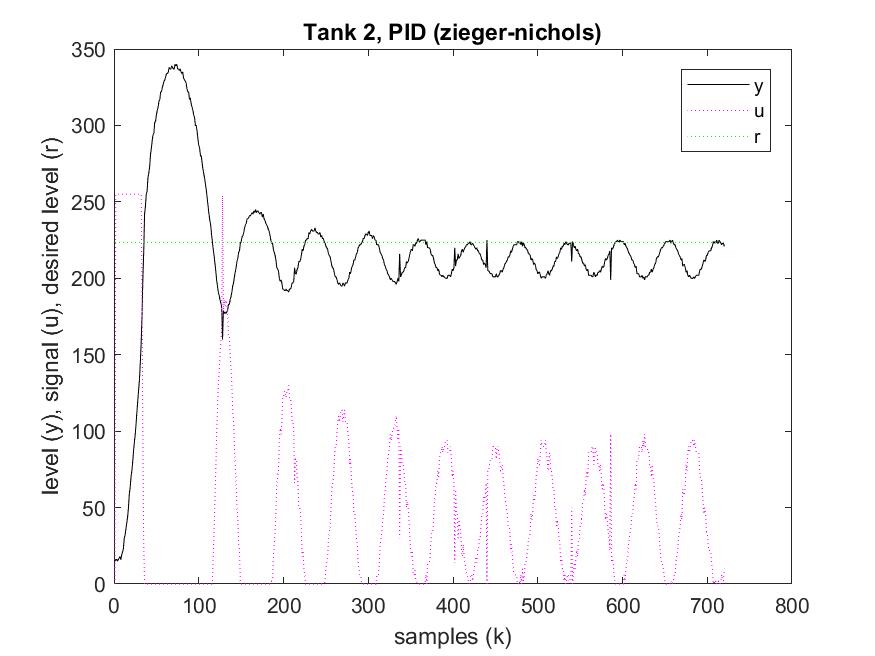 Tank 2, PID (zieger-nichols)
350
300
250
200
150
100
50
0
level (y), signal (u), desired level (r)
y
u
r
0 100 200 300 400 500 600 700 800
samples (k)